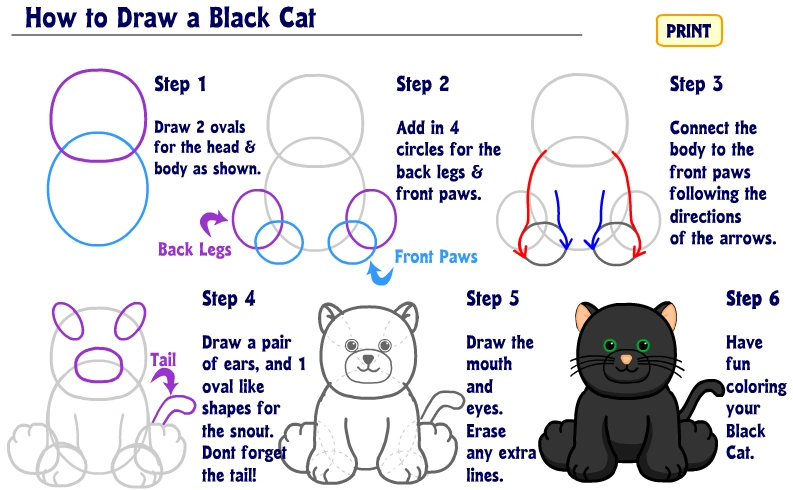 How to Draw a Black Cat
PRINT
Step 1
Draw 2 ovals
for the head &
body as shown.
Step 2
Add in 4
circles for the
back legs &
front paws.
Back Legs
Front Paws
Step 3
Connect the
body to the
front paws
following the
directions
of the arrows.
Step 4
Draw a pair
of ears, and 1
oval like
shapes for
the snout.
Dont forget
the tail!
Tail
Step 5
Draw the
mouth
and
eyes.
Erase
any extra
lines.
Step 6
Have
fun
coloring
your
Black
Cat.